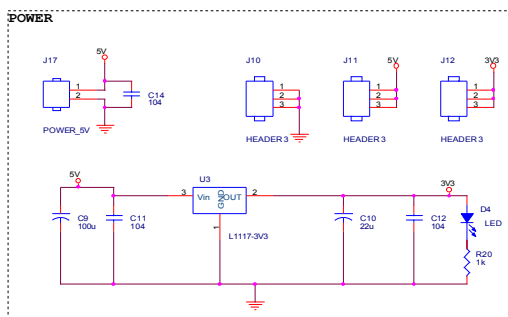 POWER
J17
5V
1
2
C14
104
POWER_5V
J10
1
2
3
HEADER 3
J11
5V
1
2
3
HEADER 3
J12
3V3
1
2
3
HEADER 3
5V
C9
100u
C11
104
U3
3
Vin
GND
OUT
2
1
L1117-3V3
C10
22u
C12
104
3V3
D4
LED
R20
1k